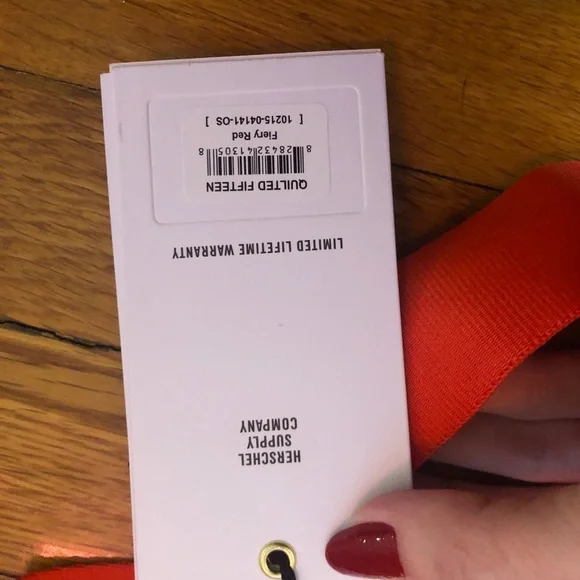 HERSCHEL
SUPPLY
COMPANY
LIMITED LIFETIME WARRANTY
QUILTED FIFTEEN
8 28432 41305 8
Fiery Red
[ 10215-04141-OS ]